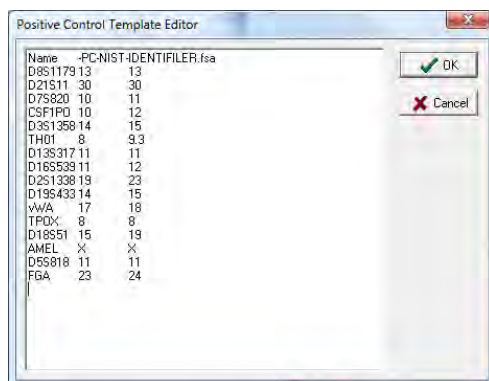 Positive Control Template Editor
Name -PC-NIST-IDENTIFILER.fsa
D8S1179 13 13
D21S11 30 30
D7S820 10 11
CSF1PO 10 12
D3S1358 14 15
TH01 8 9.3
D13S317 11 11
D16S539 11 12
D2S1338 19 23
D19S433 14 15
vWA 17 18
TPOX 8 8
D18S51 15 19
AMEL X X
D5S818 11 11
FGA 23 24
OK
Cancel